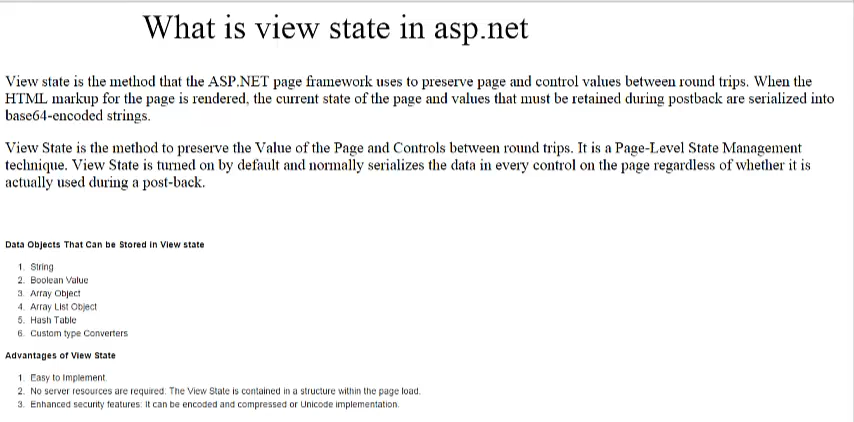 What is view state in asp.net
View state is the method that the ASP.NET page framework uses to preserve page and control values between round trips. When the
HTML markup for the page is rendered, the current state of the page and values that must be retained during postback are serialized into
base64-encoded strings.
View State is the method to preserve the Value of the Page and Controls between round trips. It is a Page-Level State Management
technique. View State is turned on by default and normally serializes the data in every control on the page regardless of whether it is
actually used during a post-back.
Data Objects That Can be Stored in View state
1. String
2. Boolean Value
3. Array Object
4. Array List Object
5. Hash Table
6. Custom type Converters
Advantages of View State
1. Easy to Implement.
2. No server resources are required: The View State is contained in a structure within the page load.
3. Enhanced security features: It can be encoded and compressed or Unicode implementation.